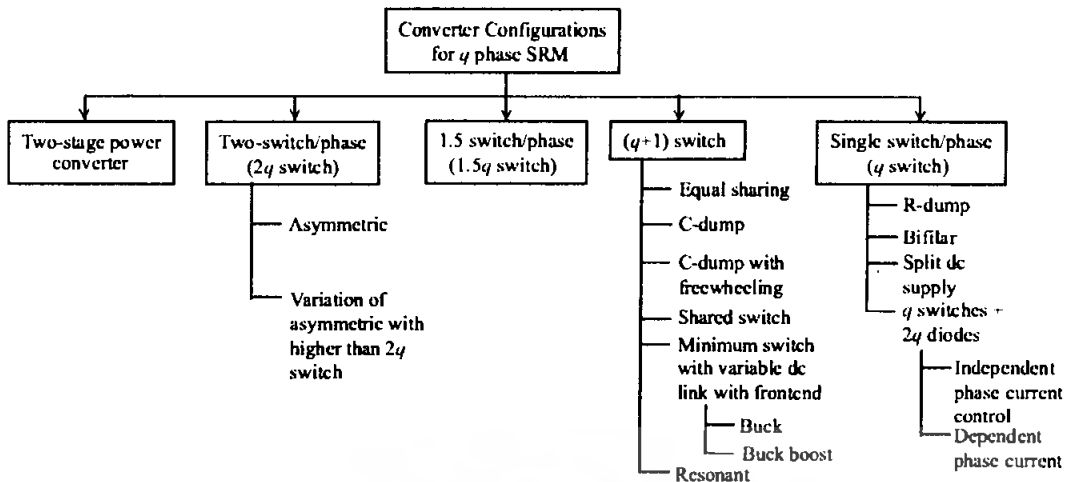 Converter Configurations
for q phase SRM
Two-stage power
converter
Two-switch/phase
(2q switch)
1.5 switch/phase
(1.5q switch)
(q+1) switch
Single switch/phase
(q switch)
Asymmetric
Variation of
asymmetric with
higher than 2q
switch
Equal sharing
C-dump
C-dump with
freewheeling
Shared switch
Minimum switch
with variable dc
link with frontend
Buck
Buck boost
Resonant
R-dump
Bifilar
Split dc
supply
q switches +
2q diodes
Independent
phase current
control
Dependent
phase current